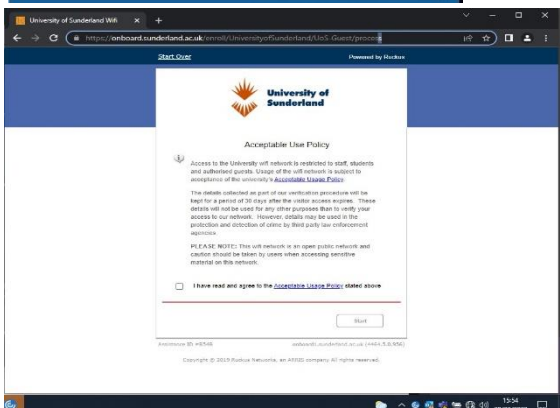 University of Sunderland Wifi
https://onboard.sunderland.ac.uk/enroll/UniversityofSunderland/UoS-Guest/process
Start Over
Powered by Ruckus
University of
Sunderland
Acceptable Use Policy
Access to the University wifi network is restricted to staff, students
and authorised guests. Usage of the wifi network is subject to
acceptance of the university's Acceptable Usage Policy.
The details collected as part of our verification procedure will be
kept for a period of 30 days after the visitor access expires. These
details will not be used for any other purposes than to verify your
access to our network. However, details may be used in the
protection and detection of crime by third party law enforcement
agencies.
PLEASE NOTE: This wifi network is an open public network and
caution should be taken by users when accessing sensitive
material on this network.
I have read and agree to the Acceptable Usage Policy stated above
Start
Assistance ID
Copyright © 2019 Ruckus Networks, an ARRIS company All rights reserved.
15:54